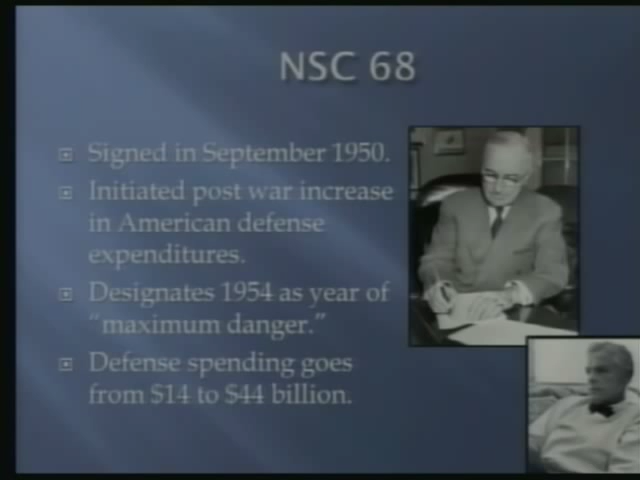 NSC 68
Signed in September 1950.
Initiated post war increase
in American defense
expenditures.
Designates 1954 as year of
“maximum danger.”
Defense spending goes
from $14 to $44 billion.